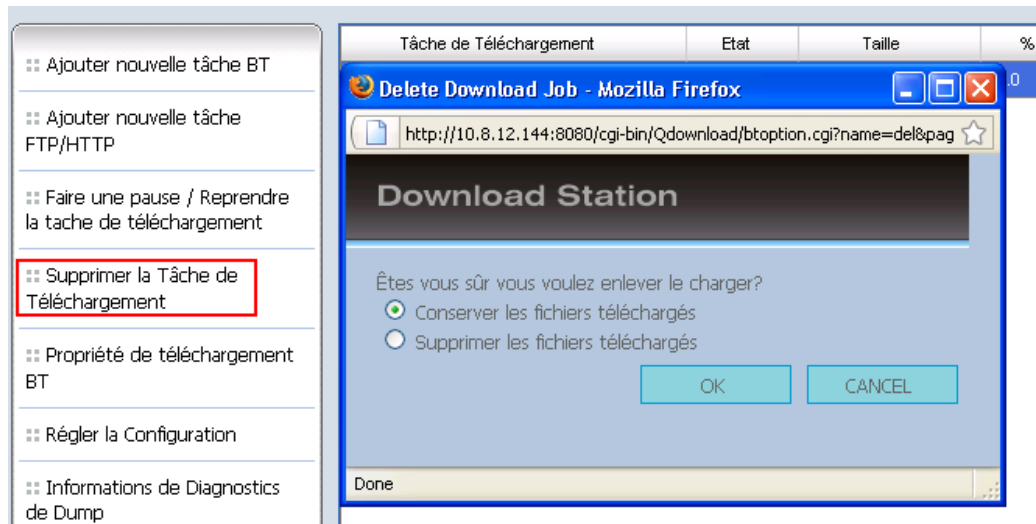 Ajouter nouvelle tâche BT
Ajouter nouvelle tâche
FTP/HTTP
Faire une pause / Reprendre
la tache de téléchargement
Supprimer la Tâche de
Téléchargement
Propriété de téléchargement
BT
Régler la Configuration
Informations de Diagnostics
de Dump
Tâche de Téléchargement Etat Taille %
.0
Delete Download Job - Mozilla Firefox
http://10.8.12.144:8080/cgi-bin/Qdownload/btoption.cgi?name=del&pag
Download Station
Êtes vous sûr vous voulez enlever le charger?
Conserver les fichiers téléchargés
Supprimer les fichiers téléchargés
OK CANCEL
Done